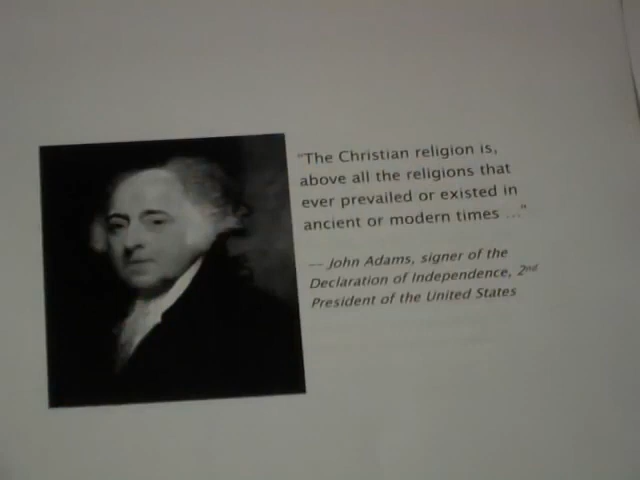 "The Christian religion is,
above all the religions that
ever prevailed or existed in
ancient or modern times ..."
— John Adams, signer of the
Declaration of Independence, 2nd
President of the United States